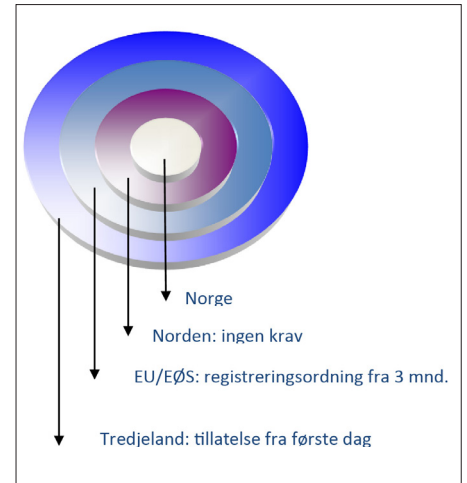 Norge
Norden: ingen krav
EU/EØS: registreringsordning fra 3 mnd.
Tredjeland: tillatelse fra første dag